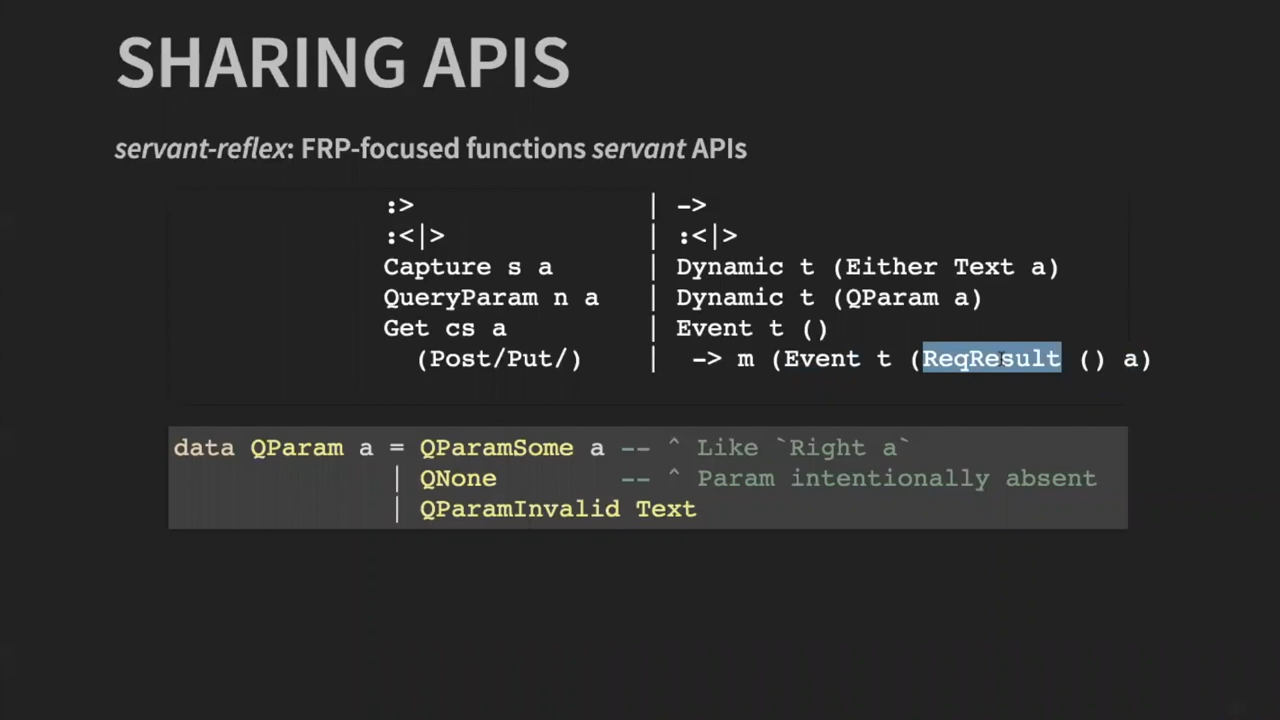 SHARING APIS
servant-reflex: FRP-focused functions servant APIs
:> | ->
:<|> | :<|>
Capture s a | Dynamic t (Either Text a)
QueryParam n a | Dynamic t (QParam a)
Get cs a | Event t ()
(Post/Put/) | -> m (Event t (ReqResult () a)
data QParam a = QParamSome a -- ^ Like `Right a`
| QNone -- ^ Param intentionally absent
| QParamInvalid Text